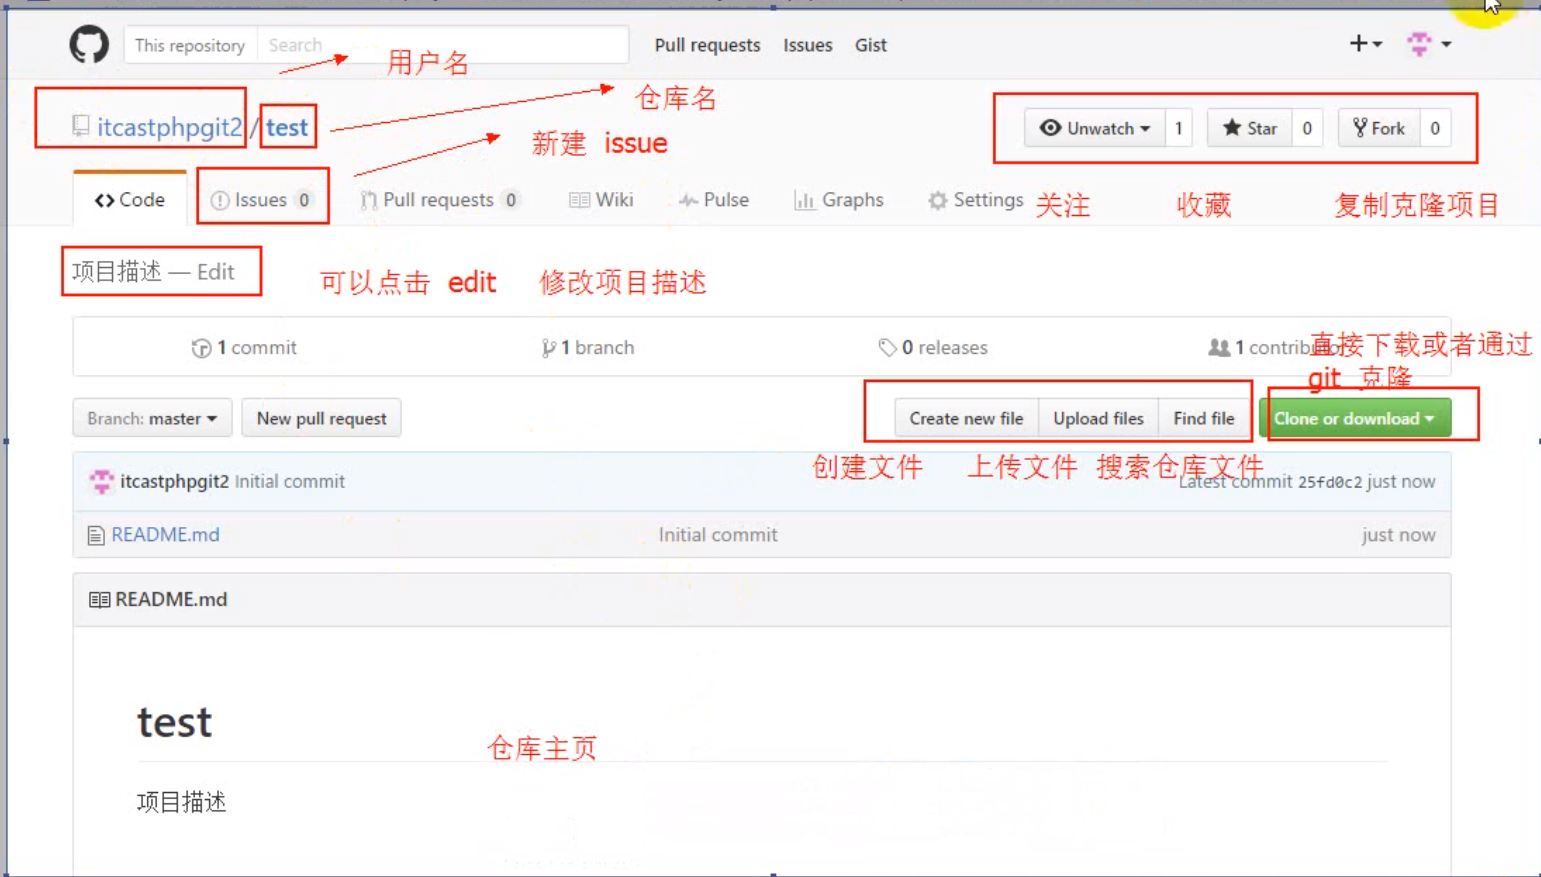 This repository Search Pull requests Issues Gist
用户名
仓库名
itcastphpgit2 / test
Unwatch 1 Star 0 Fork 0
新建 issue
Code Issues 0 Pull requests 0 Wiki Pulse Graphs Settings
关注 收藏 复制克隆项目
项目描述 — Edit
可以点击 edit 修改项目描述
1 commit 1 branch 0 releases 1 contributor
直接下载或者通过
git 克隆
Branch: master New pull request Create new file Upload files Find file Clone or download
创建文件 上传文件 搜索仓库文件
itcastphpgit2 Initial commit Latest commit 25fd0c2 just now
README.md Initial commit just now
README.md
test
仓库主页
项目描述